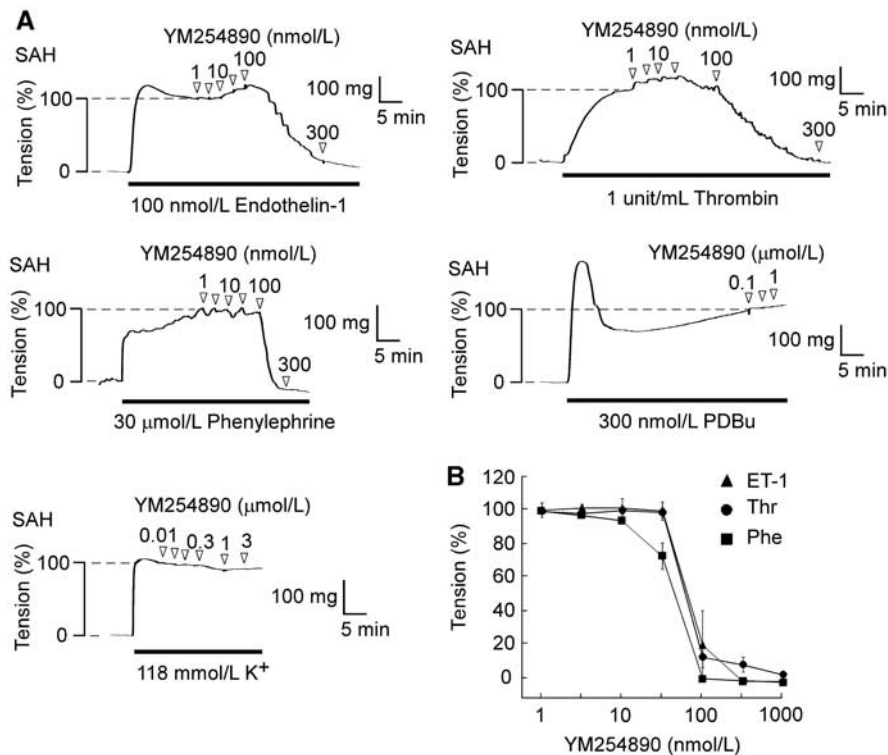 A
YM254890 (nmol/L)
SAH
1 10 100
300
Tension (%)
100
0
100 mg
5 min
100 nmol/L Endothelin-1
YM254890 (nmol/L)
SAH
1 10 100
300
Tension (%)
100
0
100 mg
5 min
1 unit/mL Thrombin
YM254890 (nmol/L)
SAH
1 10 100
300
Tension (%)
100
0
100 mg
5 min
30 μmol/L Phenylephrine
YM254890 (μmol/L)
SAH
0.1 1
Tension (%)
100
0
100 mg
5 min
300 nmol/L PDBu
YM254890 (μmol/L)
SAH
0.01 0.3 1 3
Tension (%)
100
0
100 mg
5 min
118 mmol/L K⁺
B
ET-1
Thr
Phe
Tension (%)
120
100
80
60
40
20
0
1 10 100 1000
YM254890 (nmol/L)